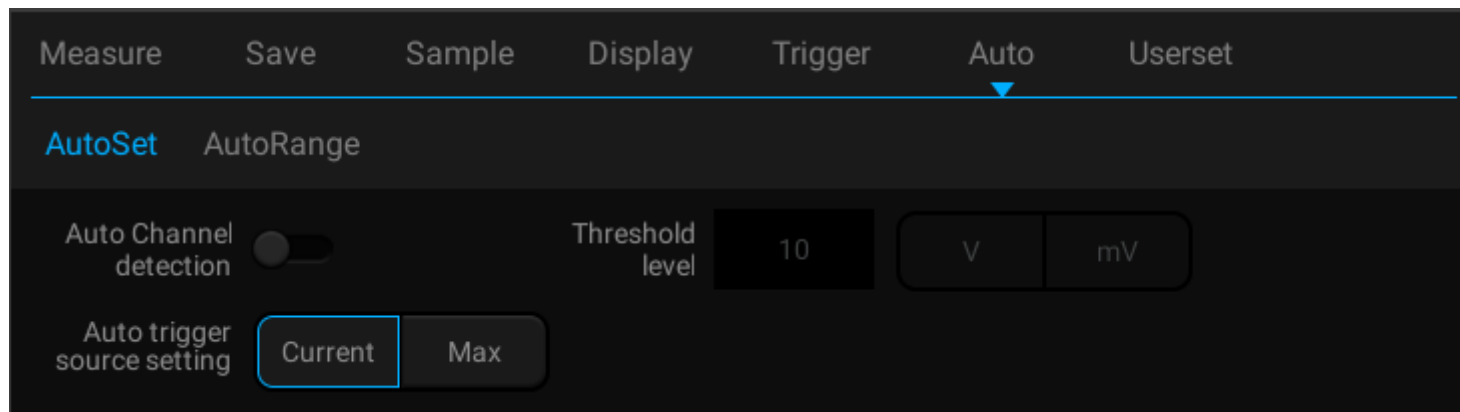 Measure Save Sample Display Trigger Auto Userset
AutoSet AutoRange
Auto Channel
detection
Threshold
level
10
V
mV
Auto trigger
source setting
Current
Max